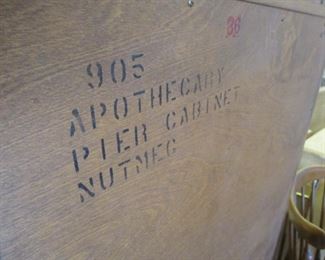 36
905
APOTHECARY
PIER CABINET
NUTMEG